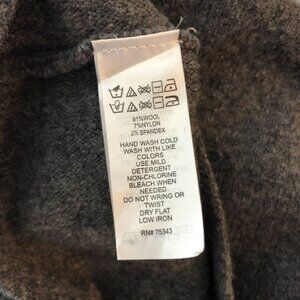 91%WOOL
7%NYLON
2% SPANDEX
HAND WASH COLD
WASH WITH LIKE
COLORS
USE MILD
DETERGENT
NON-CHLORINE
BLEACH WHEN
NEEDED
DO NOT WRING OR
TWIST
DRY FLAT
LOW IRON
RN# 75343